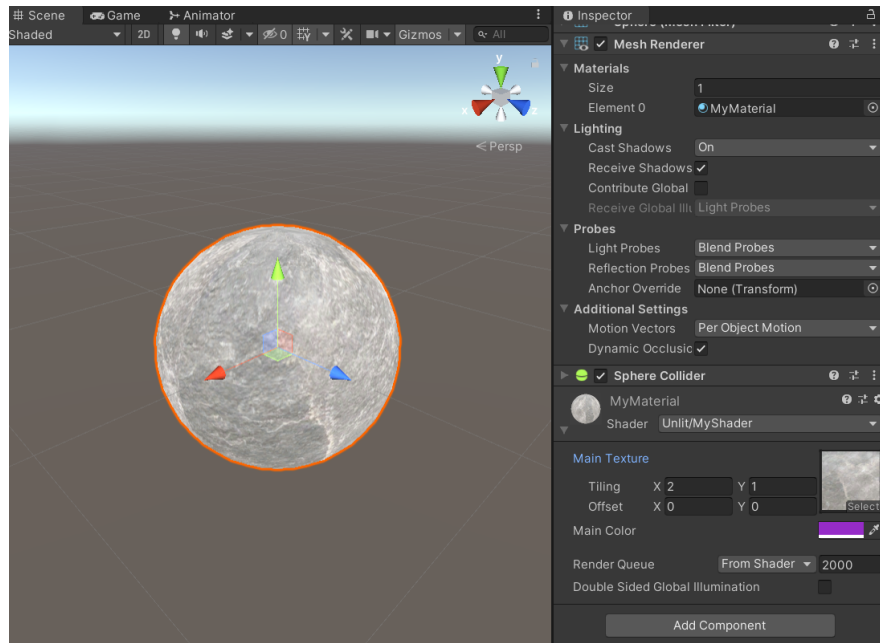 Scene Game Animator
Shaded 2D 0 Gizmos All
y
x z
Persp
Inspector
Mesh Renderer
Materials
Size 1
Element 0 MyMaterial
Lighting
Cast Shadows On
Receive Shadows
Contribute Global
Receive Global Illu Light Probes
Probes
Light Probes Blend Probes
Reflection Probes Blend Probes
Anchor Override None (Transform)
Additional Settings
Motion Vectors Per Object Motion
Dynamic Occlusic
Sphere Collider
MyMaterial
Shader Unlit/MyShader
Main Texture
Tiling X 2 Y 1
Offset X 0 Y 0
Select
Main Color
Render Queue From Shader 2000
Double Sided Global Illumination
Add Component